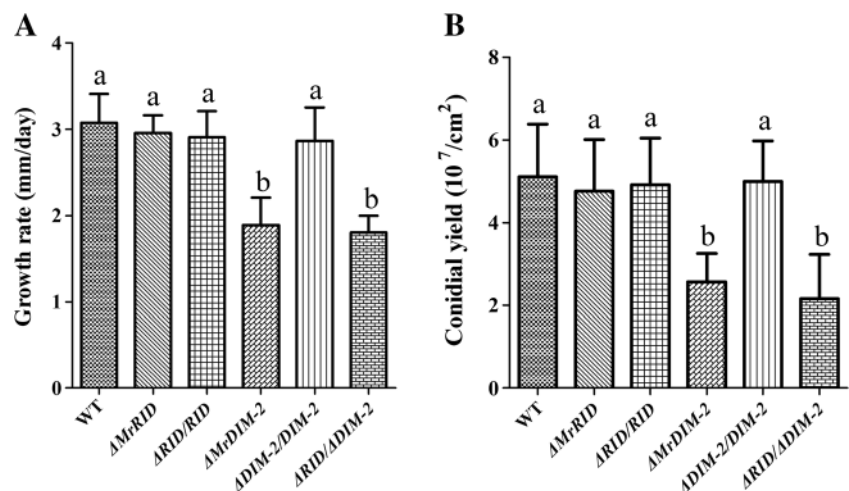 A
Growth rate (mm/day)
4
3
2
1
0
a
a
a
b
a
b
WT
ΔMrRID
ΔRID/RID
ΔMrDIM-2
ΔDIM-2/DIM-2
ΔRID/ΔDIM-2
B
Conidial yield (10⁷/cm²)
8
6
4
2
0
a
a
a
b
a
b
WT
ΔMrRID
ΔRID/RID
ΔMrDIM-2
ΔDIM-2/DIM-2
ΔRID/ΔDIM-2